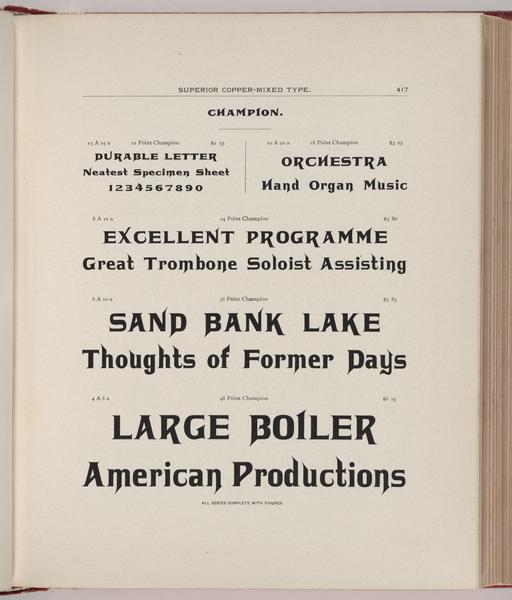 SUPERIOR COPPER-MIXED TYPE. 417
CHAMPION.
15 A 25 a 12 Point Champion
DURABLE LETTER
Neatest Specimen Sheet
1234567890
10 A 20 a 18 Point Champion $3 25
ORCHESTRA
Hand Organ Music
8 A 12 a 24 Point Champion $3 80
EXCELLENT PROGRAMME
Great Trombone Soloist Assisting
6 A 10 a 36 Point Champion $5 85
SAND BANK LAKE
Thoughts of Former Days
4 A 6 a 48 Point Champion $6 25
LARGE BOILER
American Productions
ALL SERIES COMPLETE WITH FIGURES